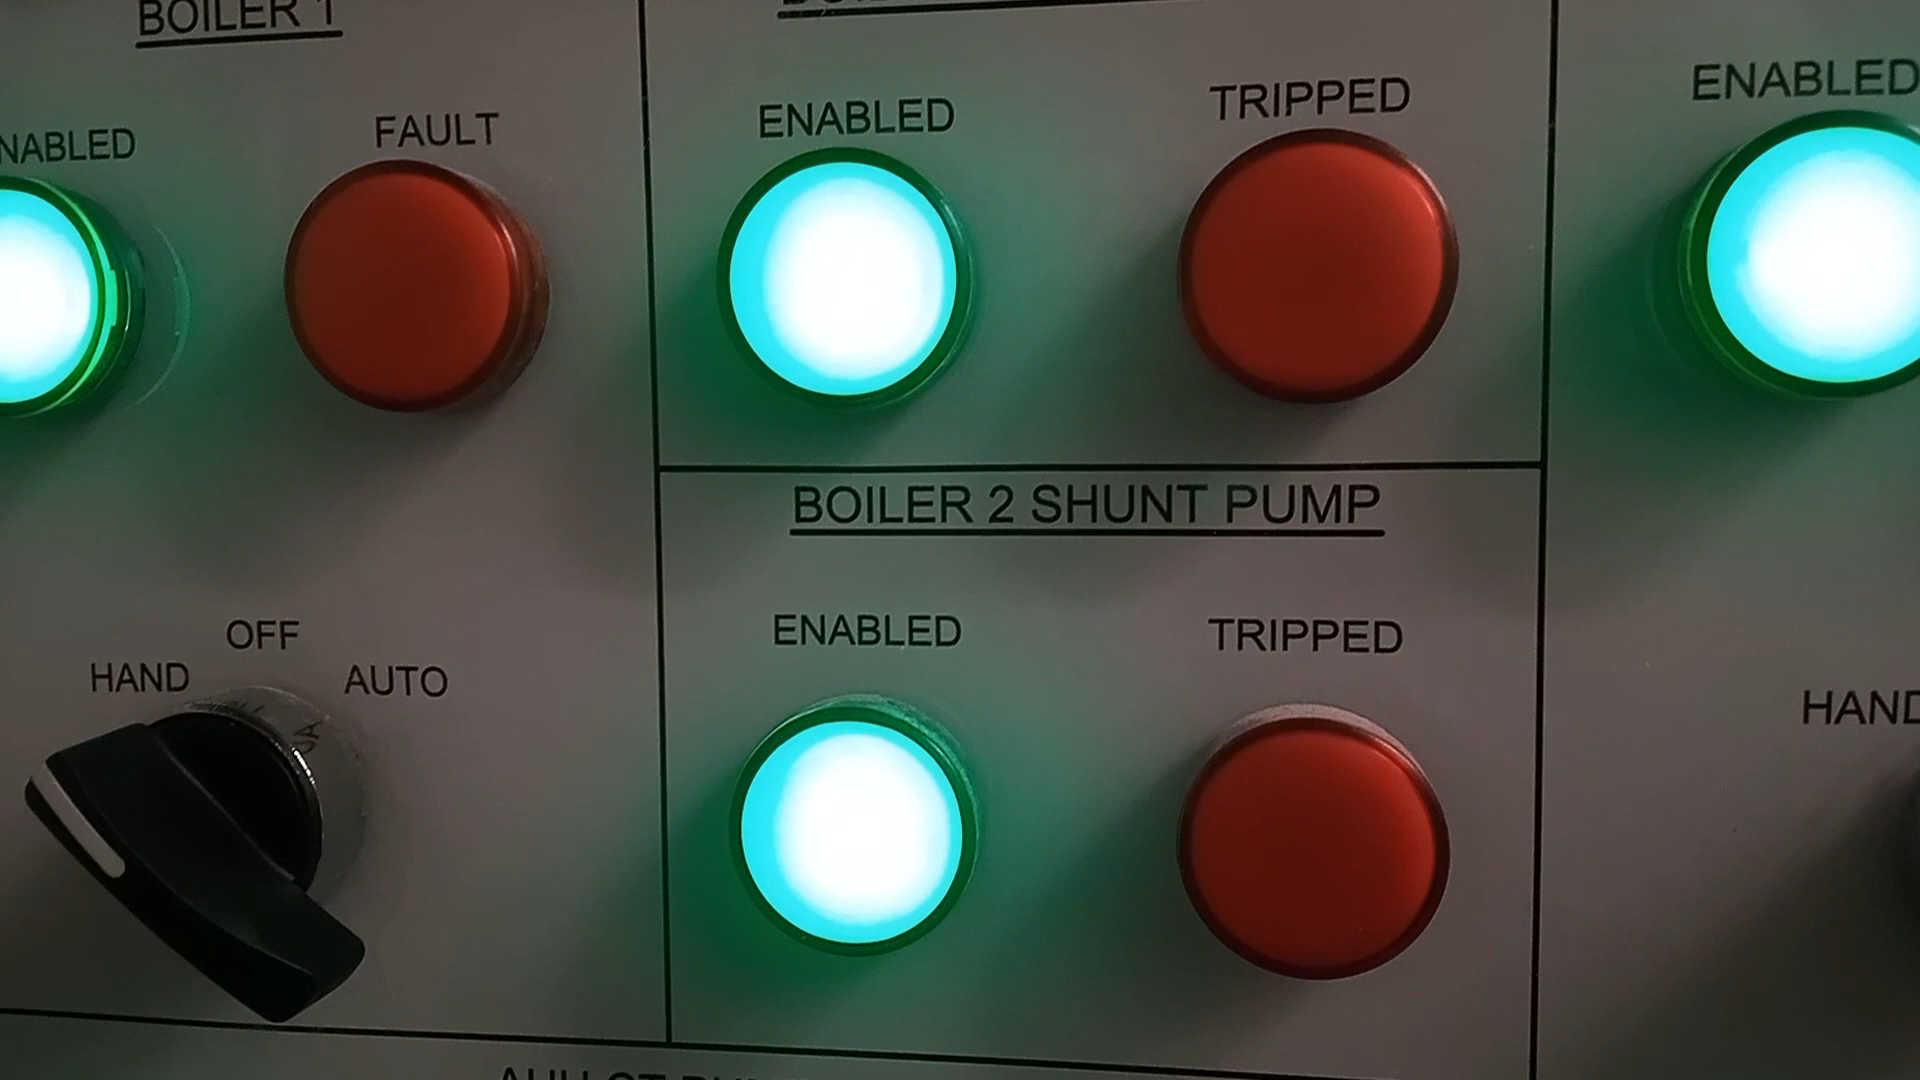 BOILER 1
ENABLED
TRIPPED
ENABLED
NABLED
FAULT
BOILER 2 SHUNT PUMP
OFF
HAND
AUTO
ENABLED
TRIPPED
HAND